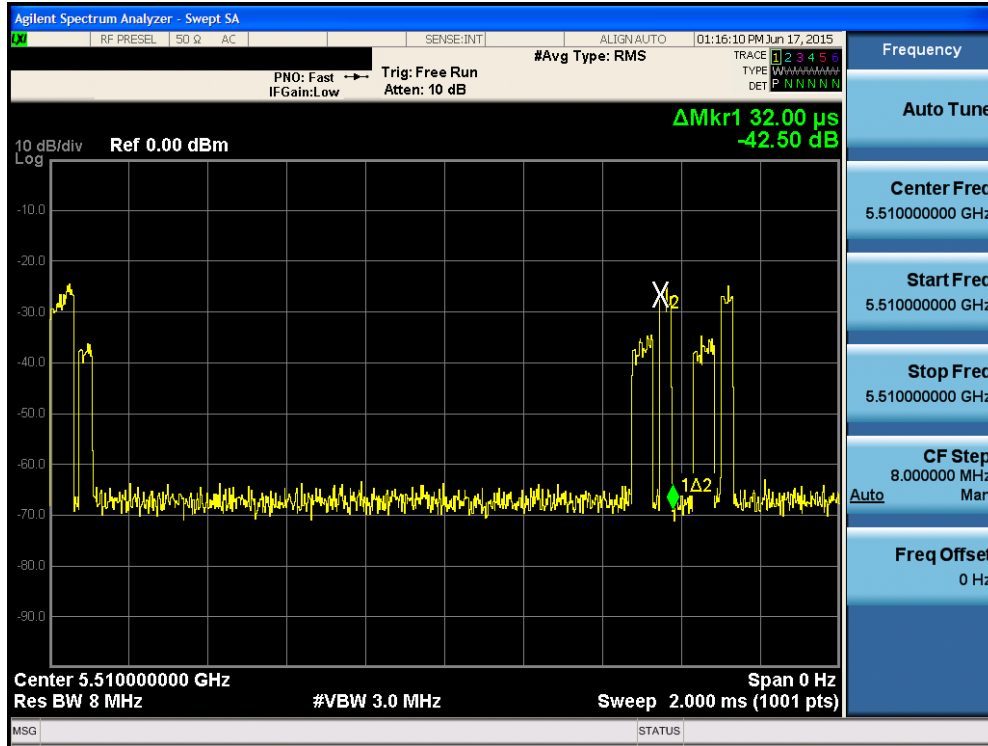 Agilent Spectrum Analyzer - Swept SA
LXI RF PRESEL 50 Ω AC SENSE:INT ALIGN AUTO 01:16:10 PM Jun 17, 2015
#Avg Type: RMS
TRACE 1 2 3 4 5 6
TYPE WWWWWW
DET P N N N N N
PNO: Fast
IFGain:Low
Trig: Free Run
Atten: 10 dB
ΔMkr1 32.00 µs
-42.50 dB
10 dB/div Ref 0.00 dBm
Log
-10.0
-20.0
-30.0
-40.0
-50.0
-60.0
-70.0
-80.0
-90.0
X2
1Δ2
Center 5.510000000 GHz Span 0 Hz
Res BW 8 MHz #VBW 3.0 MHz Sweep 2.000 ms (1001 pts)
MSG STATUS
Frequency
Auto Tune
Center Freq
5.510000000 GHz
Start Freq
5.510000000 GHz
Stop Freq
5.510000000 GHz
CF Step
8.000000 MHz
Auto Man
Freq Offset
0 Hz